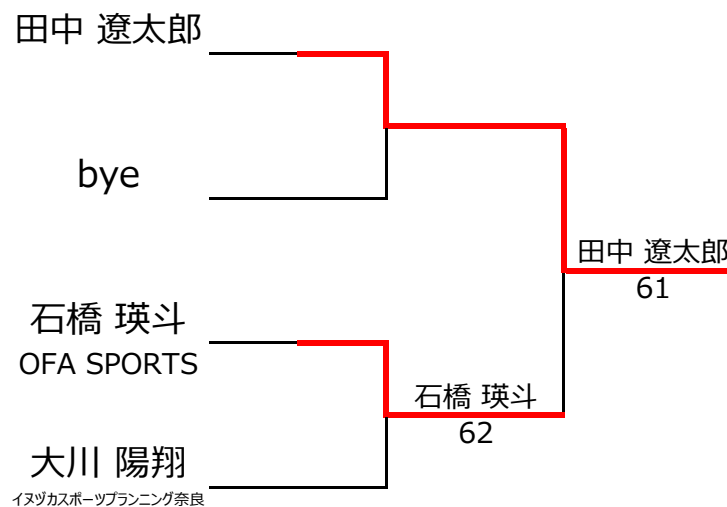 田中 遼太郎
bye
田中 遼太郎
61
石橋 瑛斗
OFA SPORTS
石橋 瑛斗
62
大川 陽翔
イヌヅカスポーツプランニング奈良